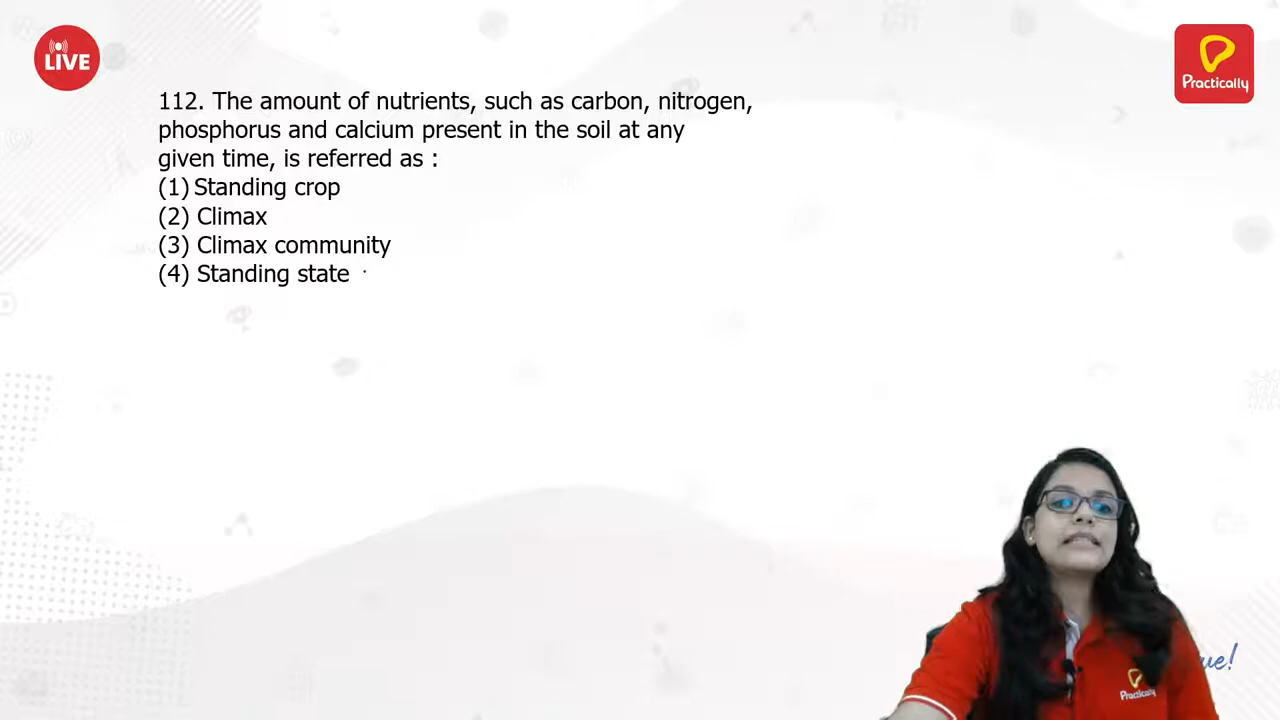 LIVE
Practically
112. The amount of nutrients, such as carbon, nitrogen,
phosphorus and calcium present in the soil at any
given time, is referred as :
(1) Standing crop
(2) Climax
(3) Climax community
(4) Standing state
Practically